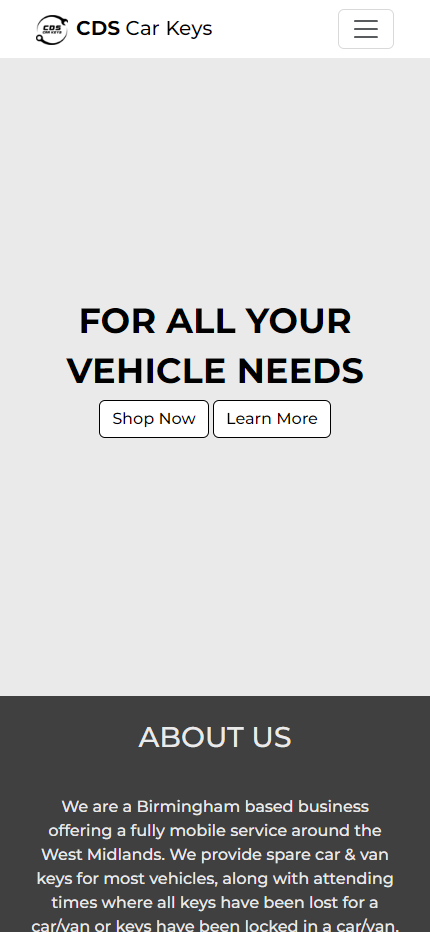 CDS
CAR KEYS
CDS Car Keys
FOR ALL YOUR
VEHICLE NEEDS
Shop Now
Learn More
ABOUT US
We are a Birmingham based business
offering a fully mobile service around the
West Midlands. We provide spare car & van
keys for most vehicles, along with attending
times where all keys have been lost for a
car/van or keys have been locked in a car/van.